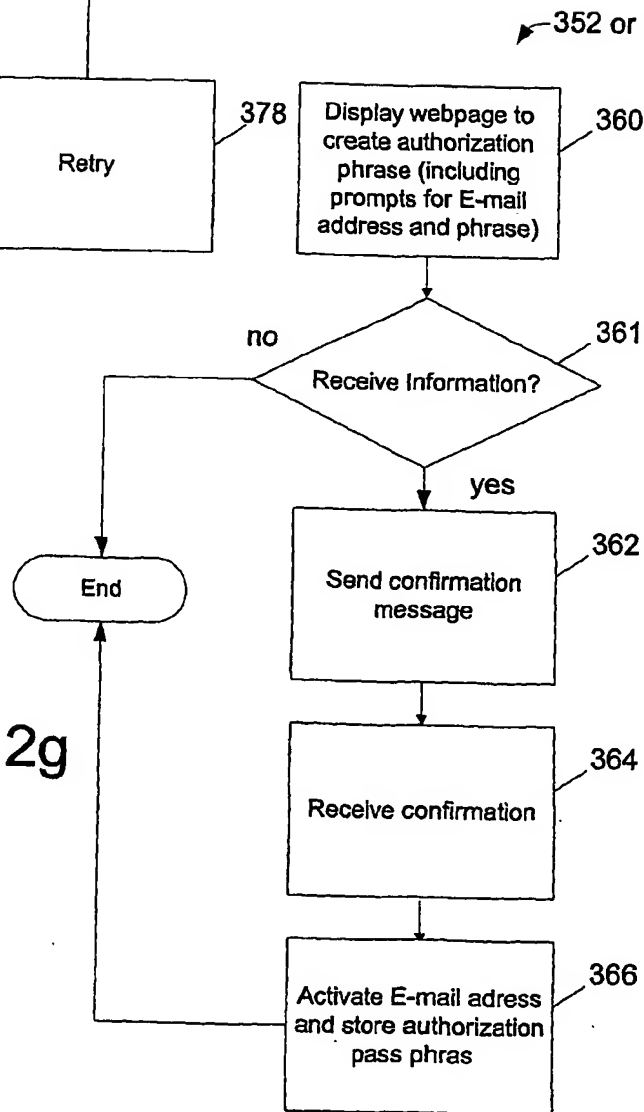 352 or
Retry
378
Display webpage to
create authorization
phrase (including
prompts for E-mail
address and phrase)
360
no
Receive Information?
361
yes
End
Send confirmation
message
362
2g
Receive confirmation
364
Activate E-mail adress
and store authorization
pass phras
366